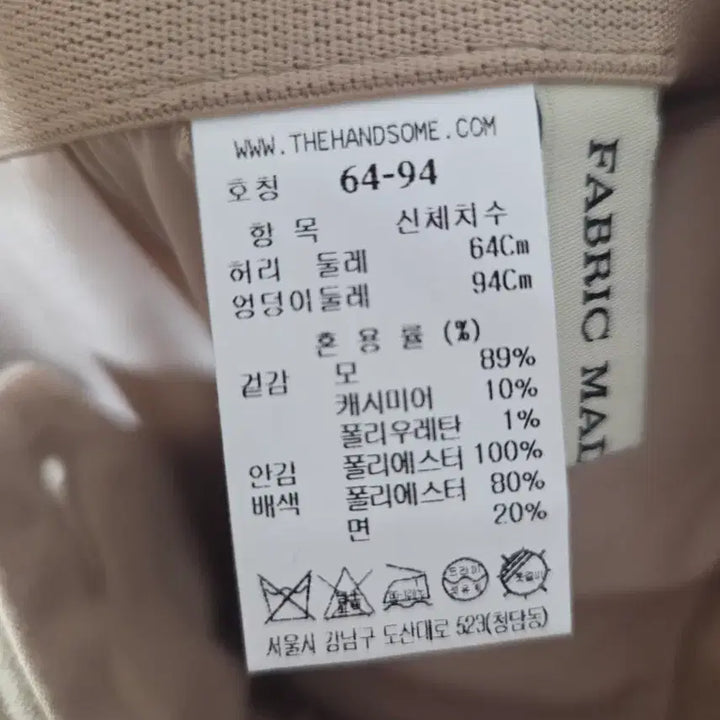 WWW.THEHANDSOME.COM
호칭 64-94
항 목 신체치수
허리 둘레 64Cm
엉덩이둘레 94Cm
혼 용 률 (%)
겉감 모 89%
캐시미어 10%
폴리우레탄 1%
안감 폴리에스터 100%
배색 폴리에스터 80%
면 20%
드라이
서울시 강남구 도산대로 523(청담동)
FABRIC MA